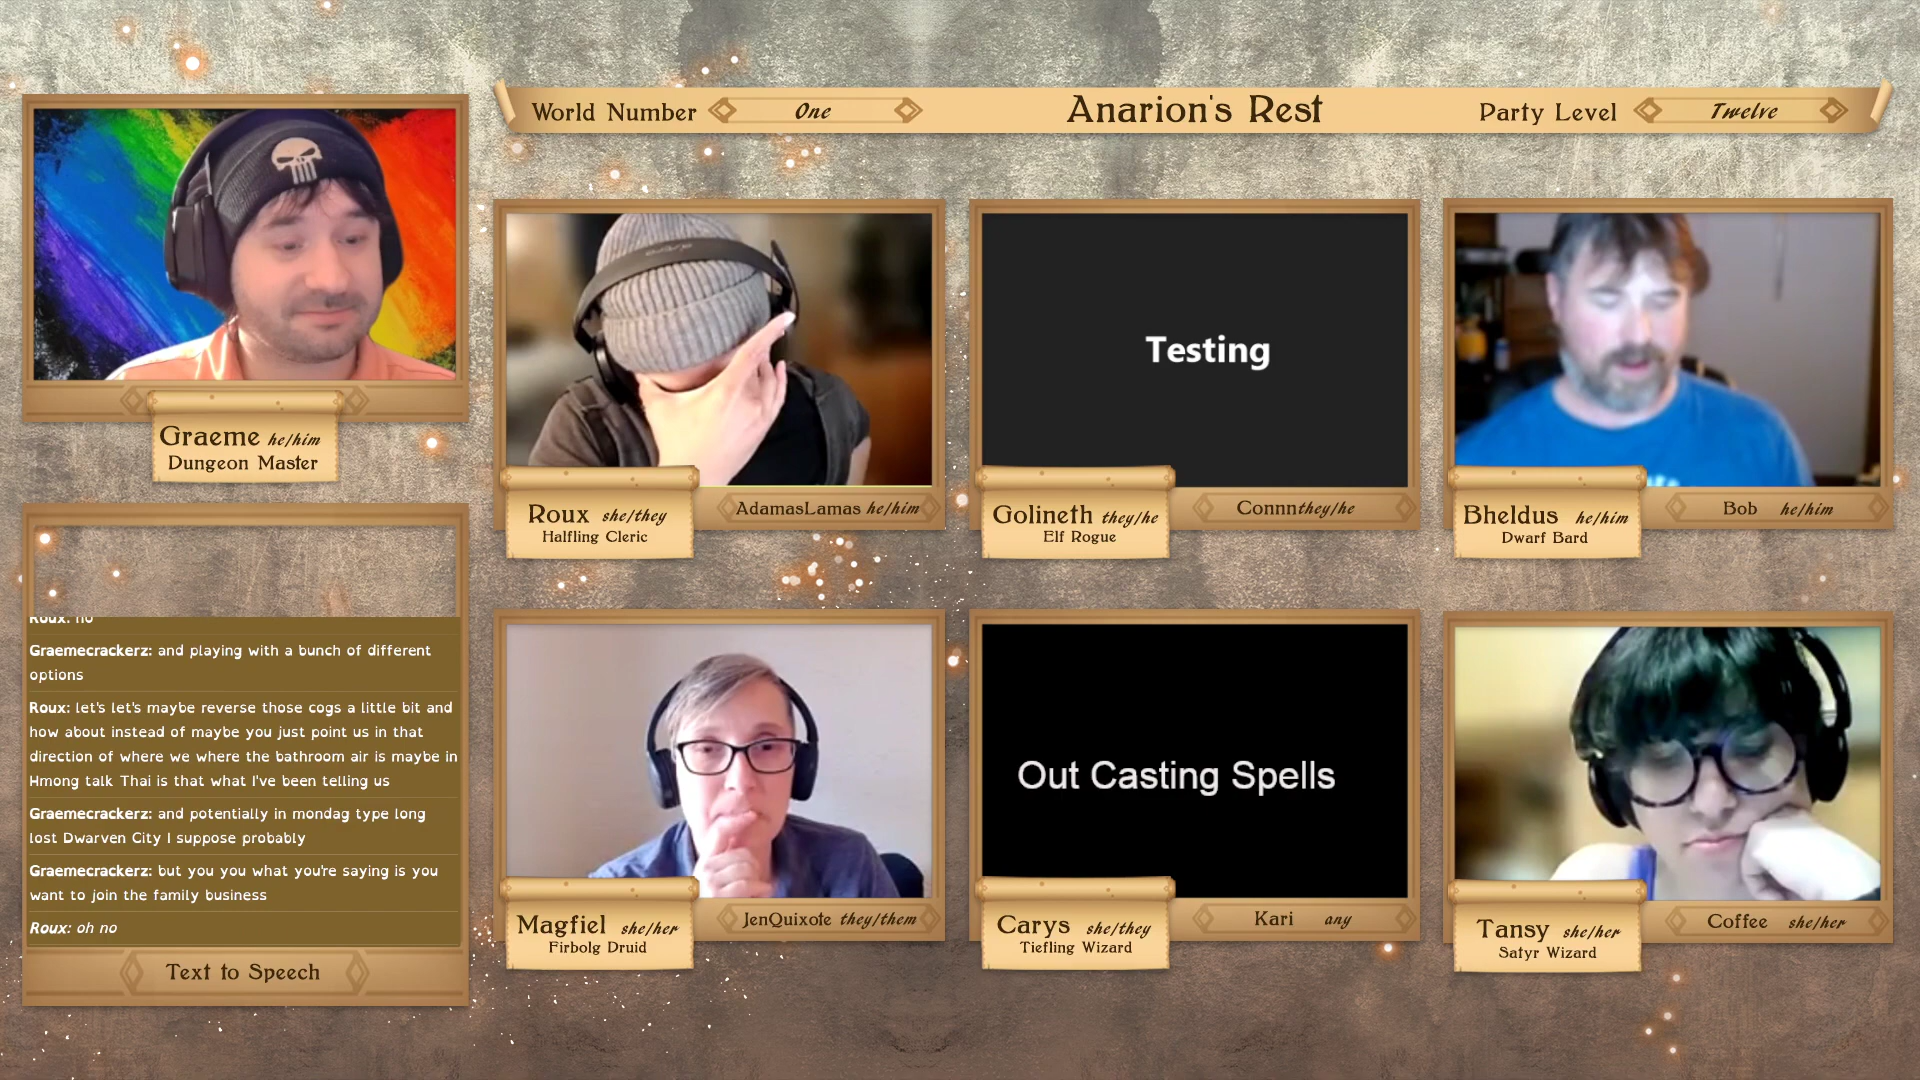 World Number
One
Anarion's Rest
Party Level
Twelve
Graeme he/him
Dungeon Master
Roux she/they
Halfling Cleric
AdamasLamas he/him
Testing
Golineth they/he
Elf Rogue
Connnthey/he
Bheldus he/him
Dwarf Bard
Bob he/him
Roux: no
Graemecrackerz: and playing with a bunch of different
options
Roux: let's let's maybe reverse those cogs a little bit and
how about instead of maybe you just point us in that
direction of where we where the bathroom air is maybe in
Hmong talk Thai is that what I've been telling us
Graemecrackerz: and potentially in mondag type long
lost Dwarven City I suppose probably
Graemecrackerz: but you you what you're saying is you
want to join the family business
Roux: oh no
Text to Speech
Magfiel she/her
Firbolg Druid
JenQuixote they/them
Out Casting Spells
Carys she/they
Tiefling Wizard
Kari any
Tansy she/her
Satyr Wizard
Coffee she/her